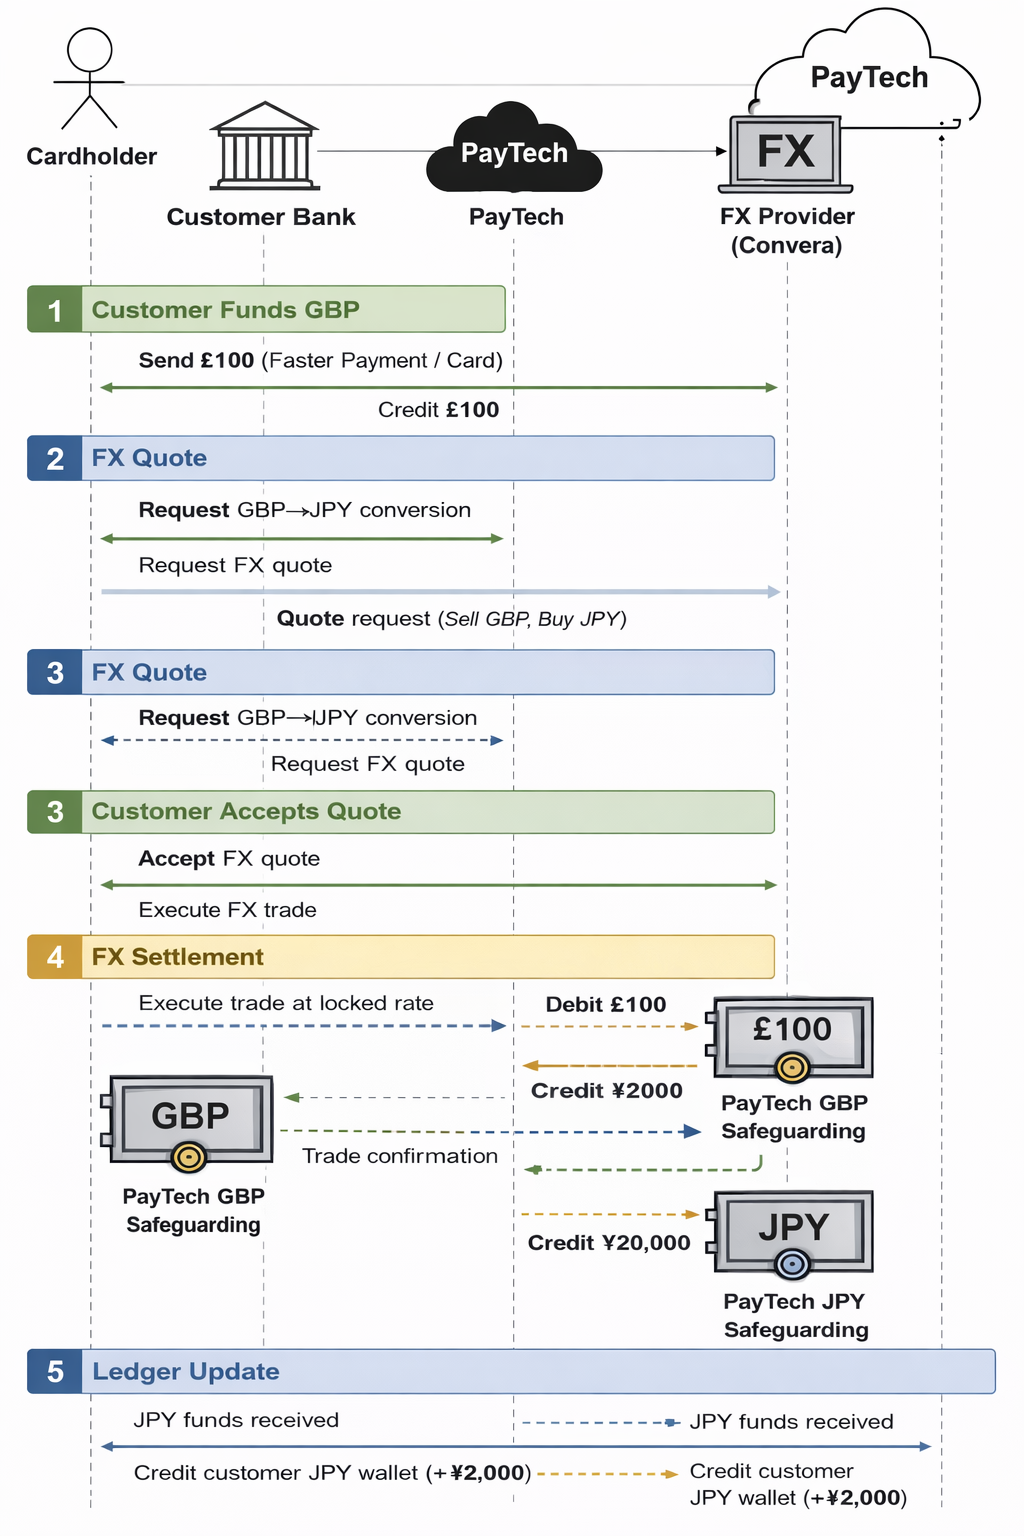 PayTech
Cardholder
Customer Bank
PayTech
PayTech
FX
FX Provider
(Convera)
1 Customer Funds GBP
Send £100 (Faster Payment / Card)
Credit £100
2 FX Quote
Request GBP→JPY conversion
Request FX quote
Quote request (Sell GBP, Buy JPY)
3 FX Quote
Request GBP→JPY conversion
Request FX quote
3 Customer Accepts Quote
Accept FX quote
Execute FX trade
4 FX Settlement
Execute trade at locked rate
Debit £100
£100
Credit ¥2000
PayTech GBP
Safeguarding
GBP
Trade confirmation
PayTech GBP
Safeguarding
JPY
Credit ¥20,000
PayTech JPY
Safeguarding
5 Ledger Update
JPY funds received
JPY funds received
Credit customer JPY wallet (+¥2,000)
Credit customer
JPY wallet (+¥2,000)